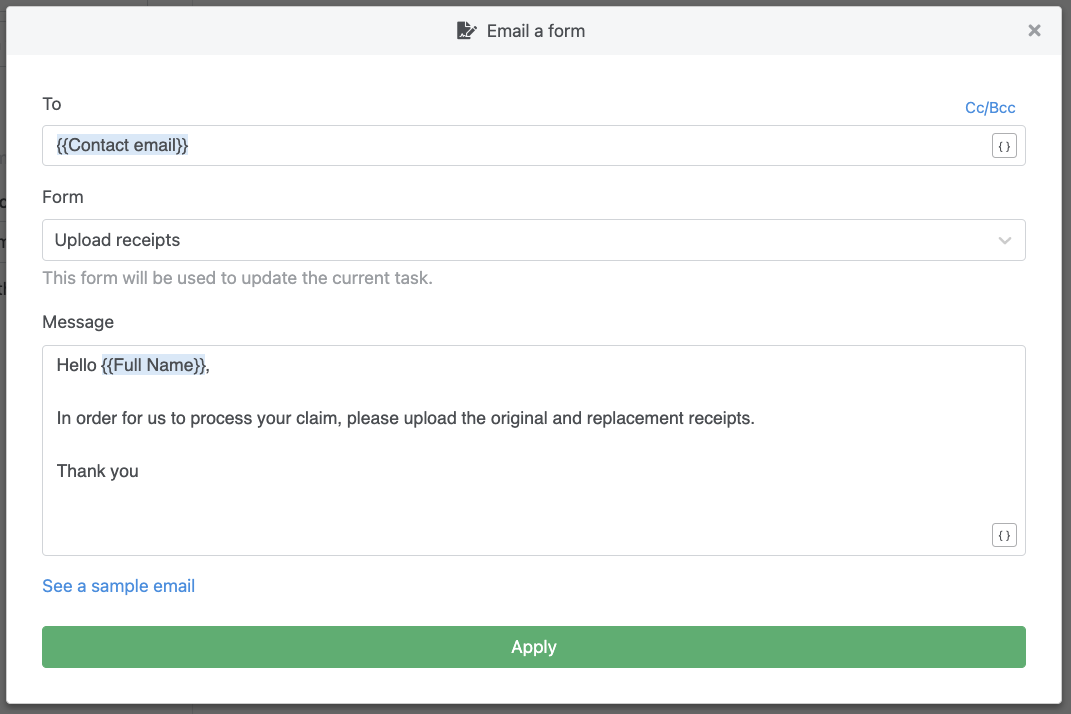 Email a form
To
Cc/Bcc
{{Contact email}}
{ }
Form
Upload receipts
This form will be used to update the current task.
Message
Hello {{Full Name}},
In order for us to process your claim, please upload the original and replacement receipts.
Thank you
{ }
See a sample email
Apply